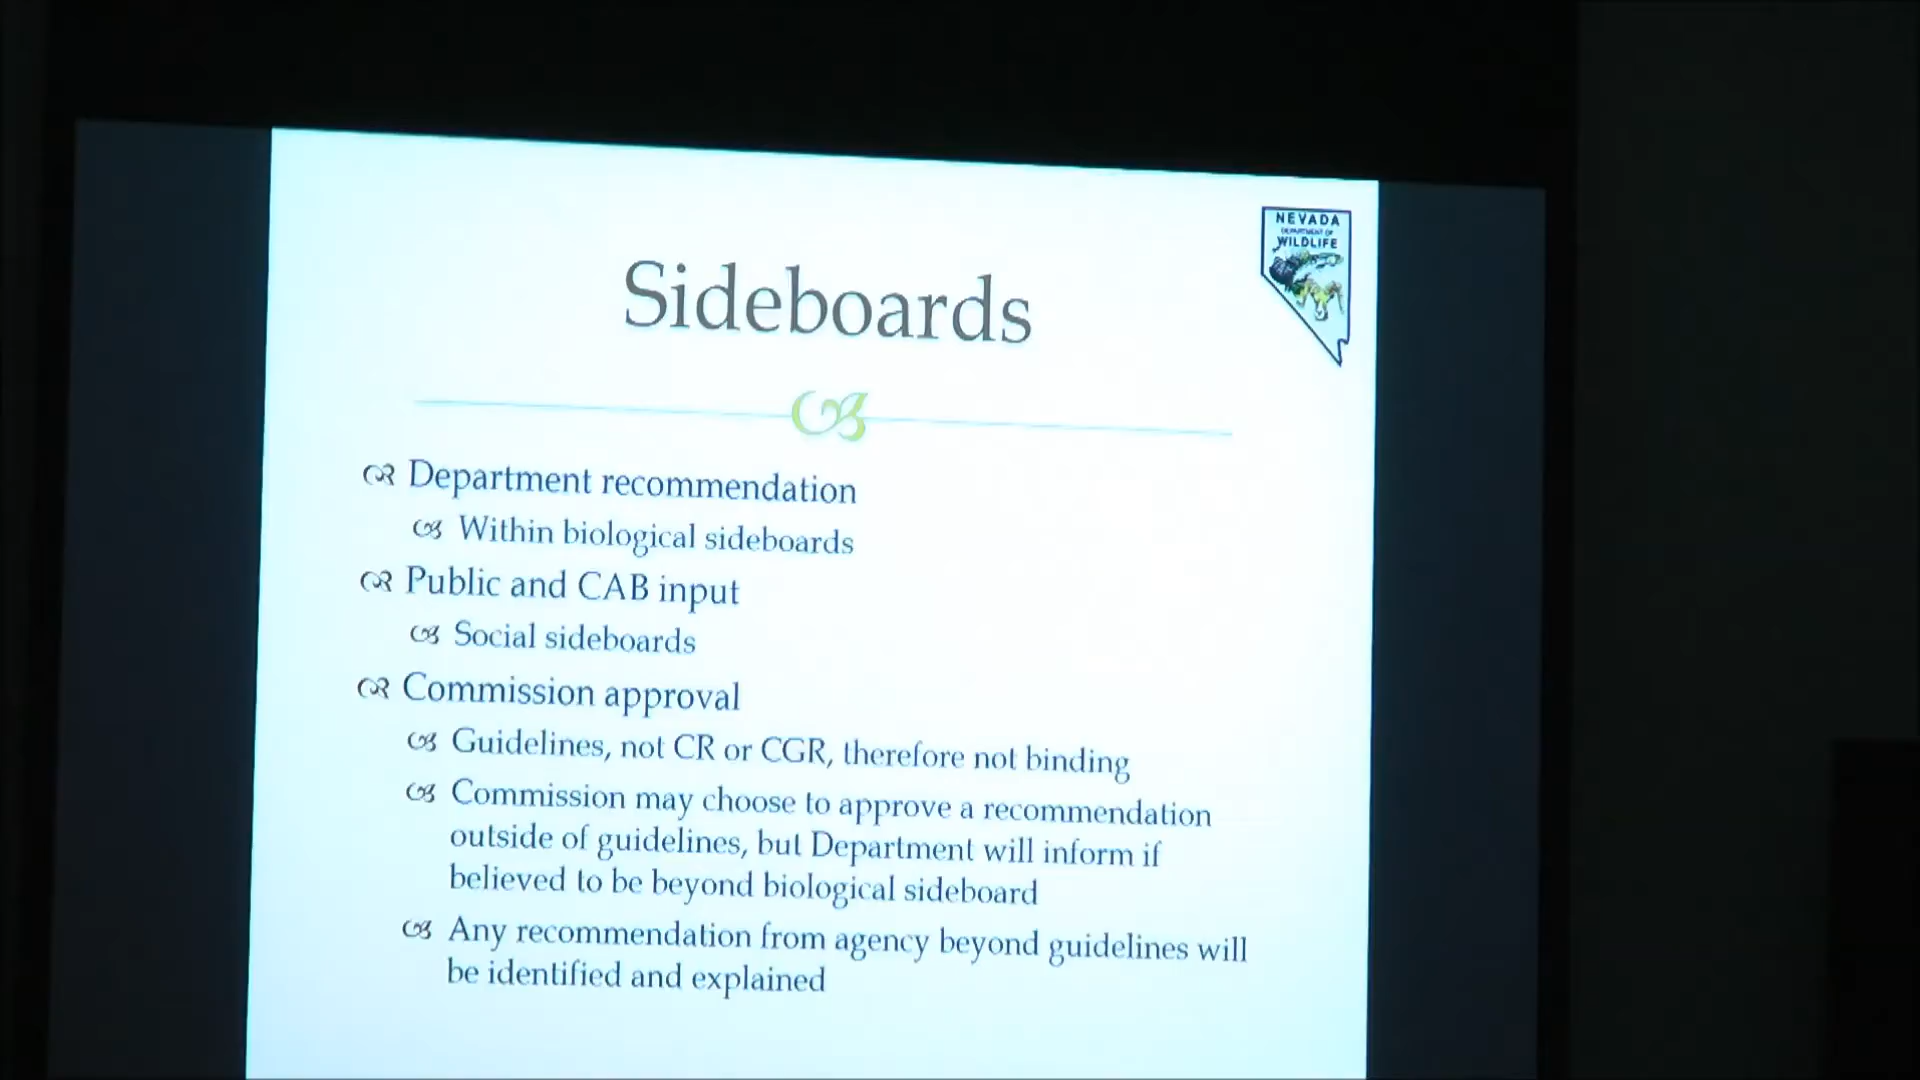 NEVADA
DEPARTMENT OF
WILDLIFE
Sideboards
Department recommendation
Within biological sideboards
Public and CAB input
Social sideboards
Commission approval
Guidelines, not CR or CGR, therefore not binding
Commission may choose to approve a recommendation
outside of guidelines, but Department will inform if
believed to be beyond biological sideboard
Any recommendation from agency beyond guidelines will
be identified and explained